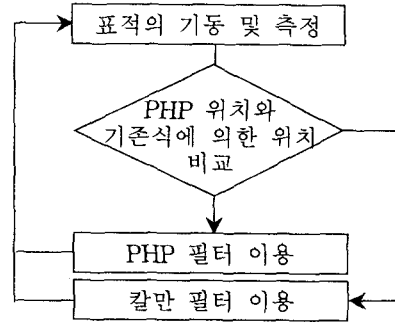 표적의 기동 및 측정
PHP 위치와
기존식에 의한 위치
비교
PHP 필터 이용
칼만 필터 이용